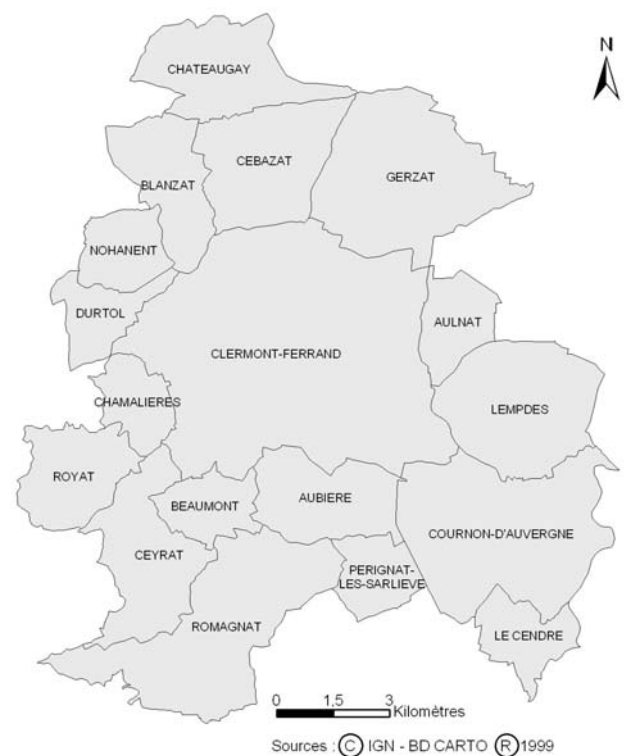 N
CHATEAUGAY
CEBAZAT
GERZAT
BLANZAT
NOHANENT
DURTOL
AULNAT
CLERMONT-FERRAND
CHAMALIERES
LEMPDES
ROYAT
BEAUMONT
AUBIERE
COURNON-D'AUVERGNE
CEYRAT
PERIGNAT-
LES-SARLIEVE
ROMAGNAT
LE CENDRE
0 1,5 3
Kilomètres
Sources : C IGN - BD CARTO R 1999